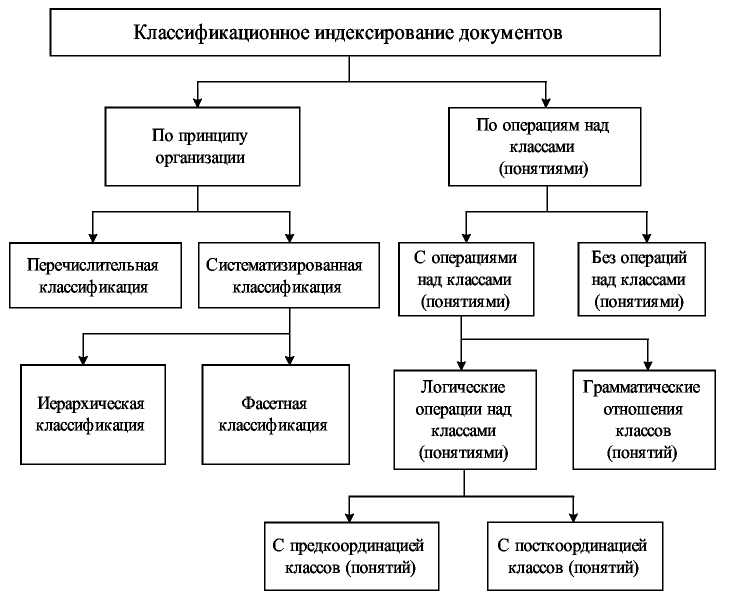 Классификационное индексирование документов
По принципу
организации
По операциям над
классами
(понятиями)
Перечислительная
классификация
Систематизированная
классификация
С операциями
над классами
(понятиями)
Без операций
над классами
(понятиями)
Иерархическая
классификация
Фасетная
классификация
Логические
операции над
классами
(понятиями)
Грамматические
отношения
классов
(понятий)
С предкоординацией
классов (понятий)
С посткоординацией
классов (понятий)